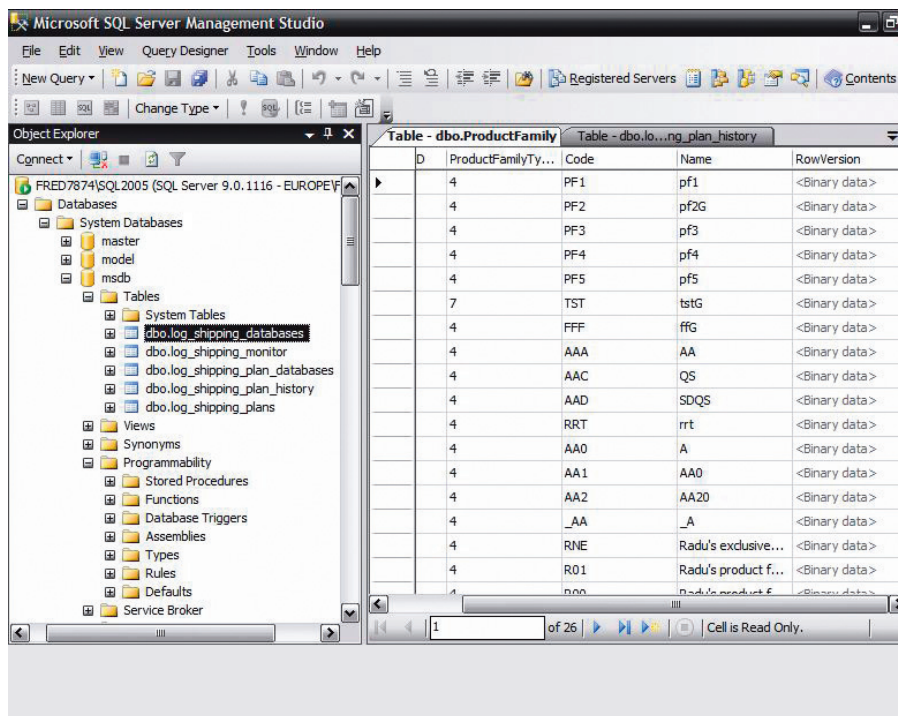 Microsoft SQL Server Management Studio
File Edit View Query Designer Tools Window Help
New Query Registered Servers Contents
SQL Change Type SQL
Object Explorer
Connect
FRED7874\SQL2005 (SQL Server 9.0.1116 - EUROPE\F
Databases
System Databases
master
model
msdb
Tables
System Tables
dbo.log_shipping_databases
dbo.log_shipping_monitor
dbo.log_shipping_plan_databases
dbo.log_shipping_plan_history
dbo.log_shipping_plans
Views
Synonyms
Programmability
Stored Procedures
Functions
Database Triggers
Assemblies
Types
Rules
Defaults
Service Broker
Table - dbo.ProductFamily Table - dbo.lo...ng_plan_history
D ProductFamilyTy... Code Name RowVersion
4 PF1 pf1 <Binary data>
4 PF2 pf2G <Binary data>
4 PF3 pf3 <Binary data>
4 PF4 pf4 <Binary data>
4 PF5 pf5 <Binary data>
7 TST tstG <Binary data>
4 FFF ffG <Binary data>
4 AAA AA <Binary data>
4 AAC QS <Binary data>
4 AAD SDQS <Binary data>
4 RRT rrt <Binary data>
4 AA0 A <Binary data>
4 AA1 AA0 <Binary data>
4 AA2 AA20 <Binary data>
4 _AA _A <Binary data>
4 RNE Radu's exclusive... <Binary data>
4 R01 Radu's product f... <Binary data>
4 Radu's product f... <Binary data>
1 of 26 Cell is Read Only.